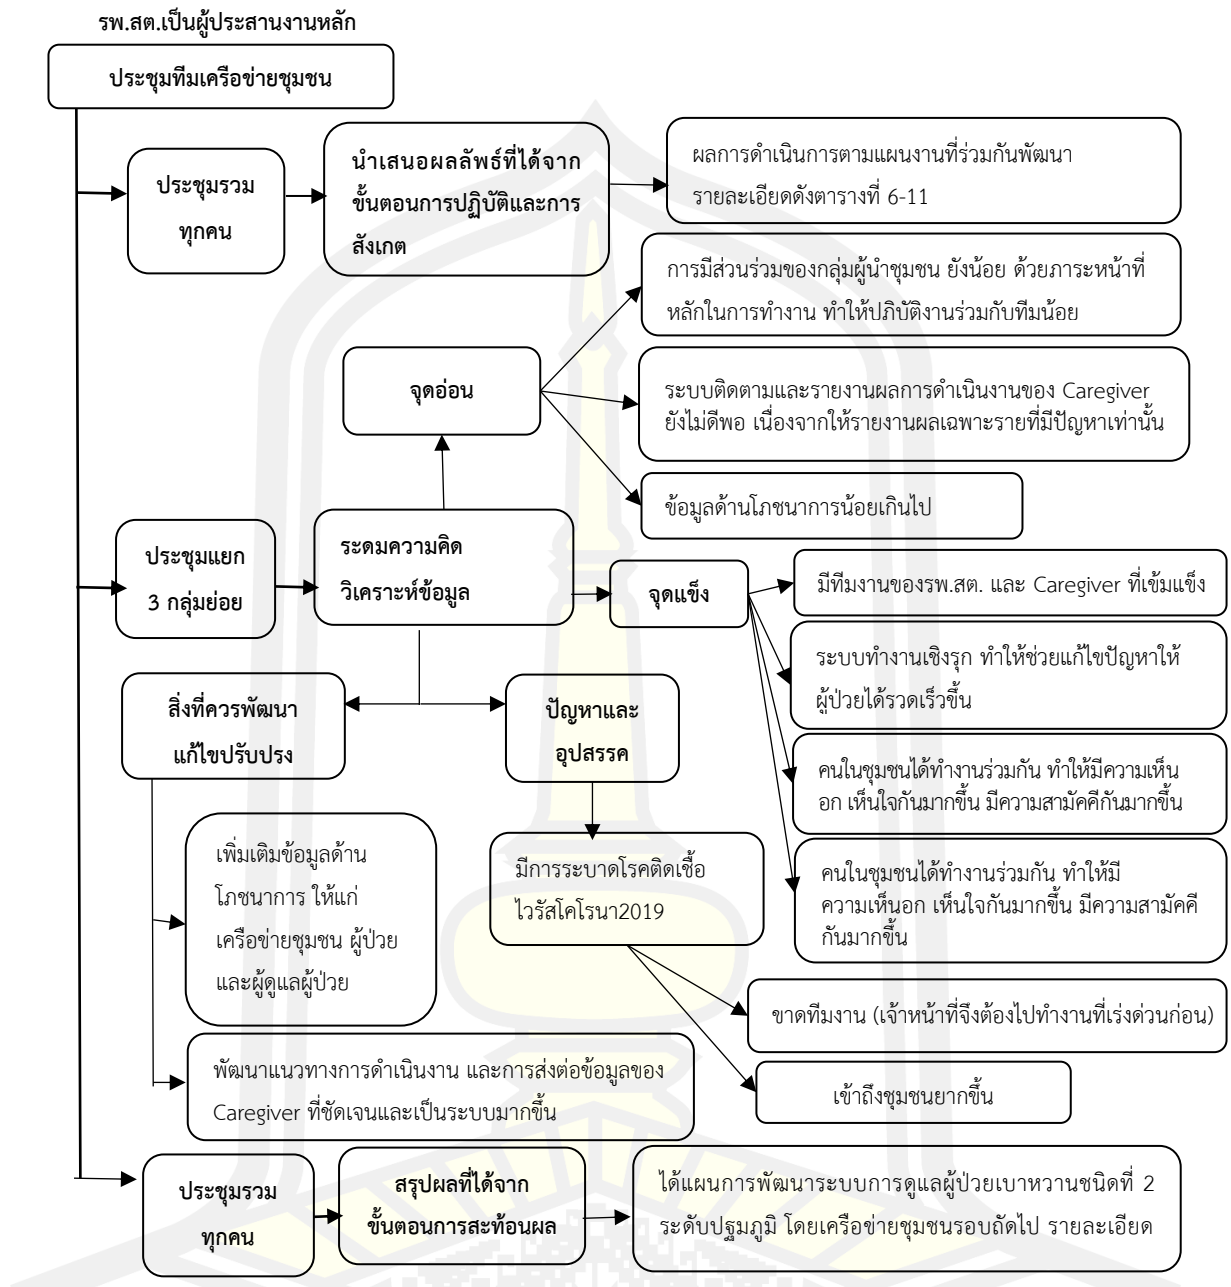 รพ.สต.เป็นผู้ประสานงานหลัก
ประชุมทีมเครือข่ายชุมชน
ประชุมรวม
ทุกคน
นำเสนอผลลัพธ์ที่ได้จาก
ขั้นตอนการปฏิบัติและการ
สังเกต
ผลการดำเนินการตามแผนงานที่ร่วมกันพัฒนา
รายละเอียดดังตารางที่ 6-11
การมีส่วนร่วมของกลุ่มผู้นำชุมชน ยังน้อย ด้วยภาระหน้าที่
หลักในการทำงาน ทำให้ปภิบัติงานร่วมกับทีมน้อย
จุดอ่อน
ระบบติดตามและรายงานผลการดำเนินงานของ Caregiver
ยังไม่ดีพอ เนื่องจากให้รายงานผลเฉพาะรายที่มีปัญหาเท่านั้น
ข้อมูลด้านโภชนาการน้อยเกินไป
ประชุมแยก
3 กลุ่มย่อย
ระดมความคิด
วิเคราะห์ข้อมูล
จุดแข็ง
มีทีมงานของรพ.สต. และ Caregiver ที่เข้มแข็ง
ระบบทำงานเชิงรุก ทำให้ช่วยแก้ไขปัญหาให้
ผู้ป่วยได้รวดเร็วขึ้น
คนในชุมชนได้ทำงานร่วมกัน ทำให้มีความเห็น
อก เห็นใจกันมากขึ้น มีความสามัคคีกันมากขึ้น
คนในชุมชนได้ทำงานร่วมกัน ทำให้มี
ความเห็นอก เห็นใจกันมากขึ้น มีความสามัคคี
กันมากขึ้น
สิ่งที่ควรพัฒนา
แก้ไขปรับปรง
ปัญหาและ
อุปสรรค
เพิ่มเติมข้อมูลด้าน
โภชนาการ ให้แก่
เครือข่ายชุมชน ผู้ป่วย
และผู้ดูแลผู้ป่วย
มีการระบาดโรคติดเชื้อ
ไวรัสโคโรนา2019
ขาดทีมงาน (เจ้าหน้าที่จึงต้องไปทำงานที่เร่งด่วนก่อน)
เข้าถึงชุมชนยากขึ้น
พัฒนาแนวทางการดำเนินงาน และการส่งต่อข้อมูลของ
Caregiver ที่ชัดเจนและเป็นระบบมากขึ้น
ประชุมรวม
ทุกคน
สรุปผลที่ได้จาก
ขั้นตอนการสะท้อนผล
ได้แผนการพัฒนาระบบการดูแลผู้ป่วยเบาหวานชนิดที่ 2
ระดับปฐมภูมิ โดยเครือข่ายชุมชนรอบถัดไป รายละเอียด